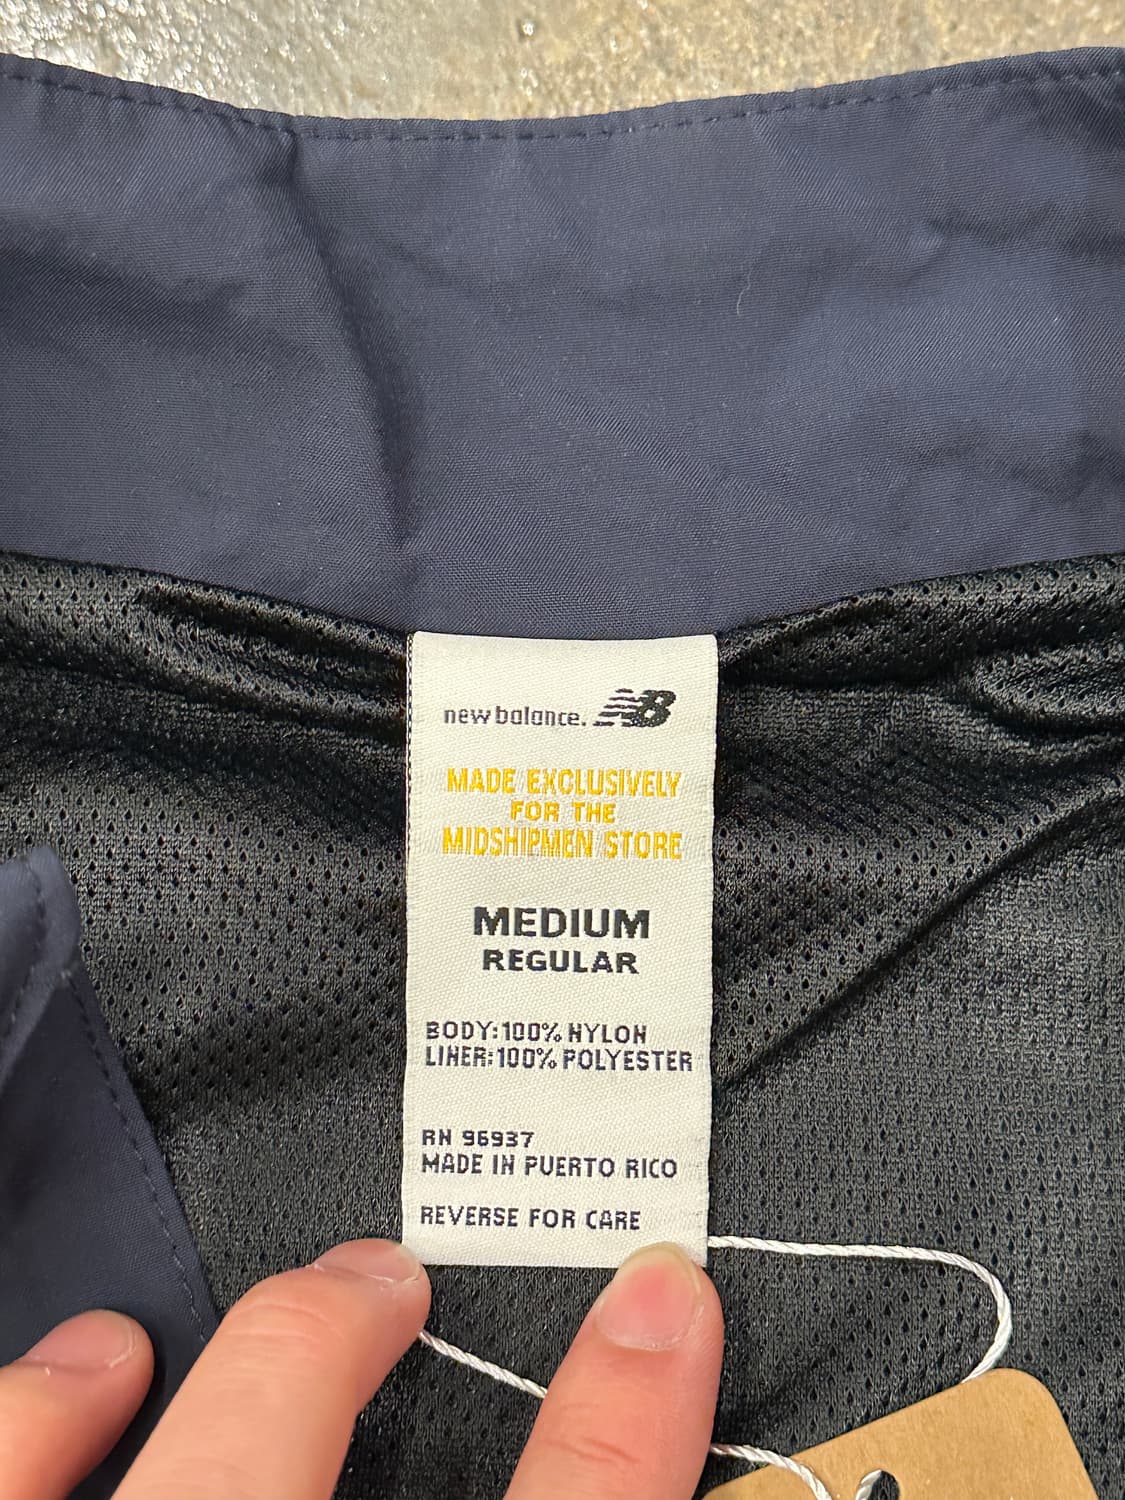 new balance. NB
MADE EXCLUSIVELY
FOR THE
MIDSHIPMEN STORE
MEDIUM
REGULAR
BODY: 100% NYLON
LINER: 100% POLYESTER
RN 96937
MADE IN PUERTO RICO
REVERSE FOR CARE